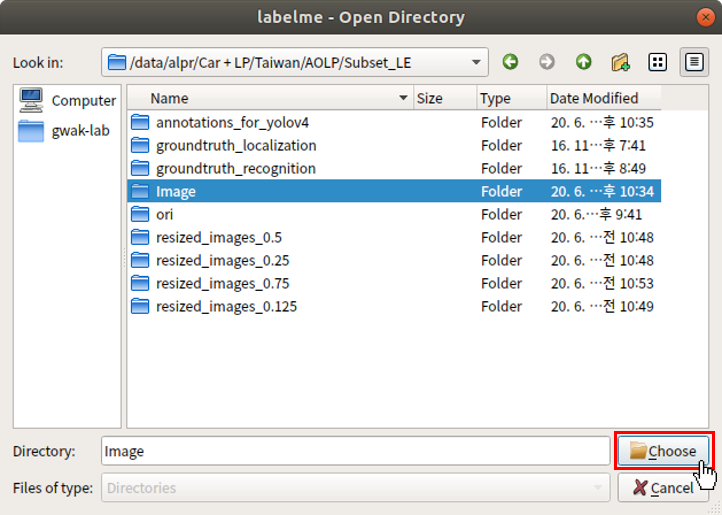 labelme - Open Directory
Look in: /data/alpr/Car + LP/Taiwan/AOLP/Subset_LE
Computer
gwak-lab
Name Size Type Date Modified
annotations_for_yolov4 Folder 20. 6. …후 10:35
groundtruth_localization Folder 16. 11…후 7:41
groundtruth_recognition Folder 16. 11…후 8:49
Image Folder 20. 6. …후 10:34
ori Folder 20. 6.…후 9:41
resized_images_0.5 Folder 20. 6. …전 10:48
resized_images_0.25 Folder 20. 6. …전 10:48
resized_images_0.75 Folder 20. 6. …전 10:53
resized_images_0.125 Folder 20. 6. …전 10:49
Directory: Image Choose
Files of type: Directories Cancel